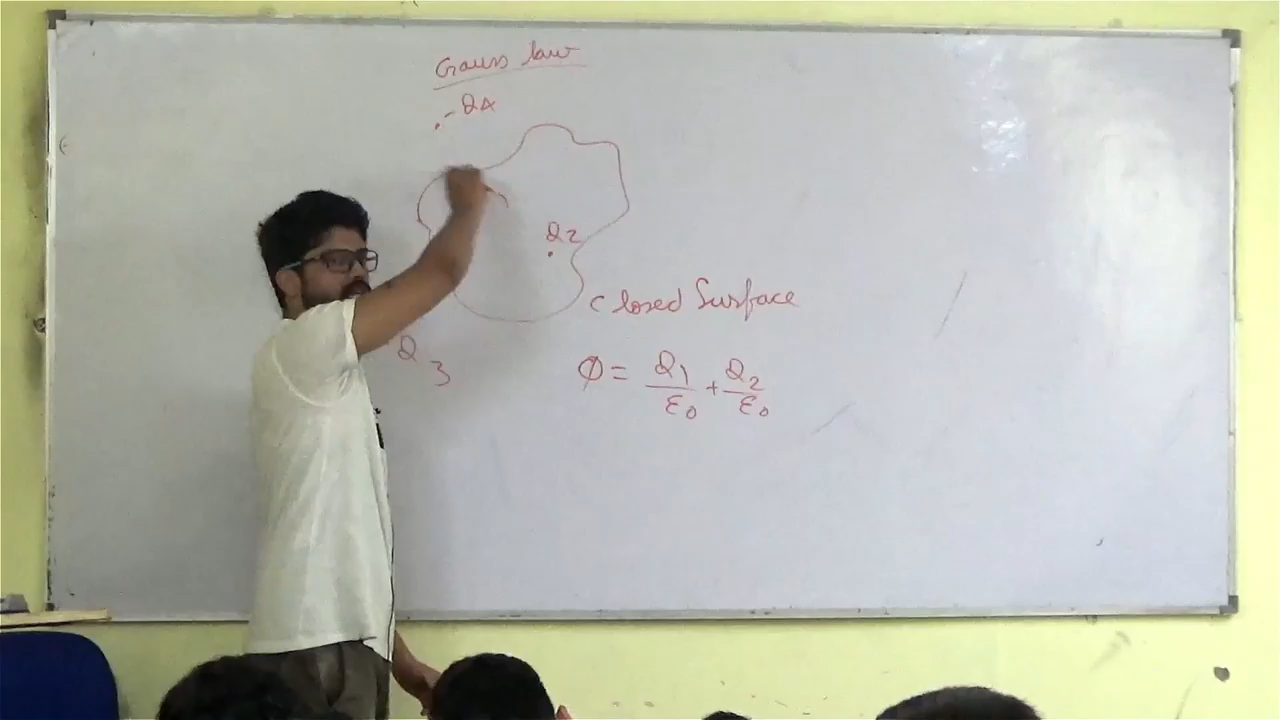 Gauss law
-Q4
Q2
closed Surface
Q3
φ = Q1/ε0 + Q2/ε0